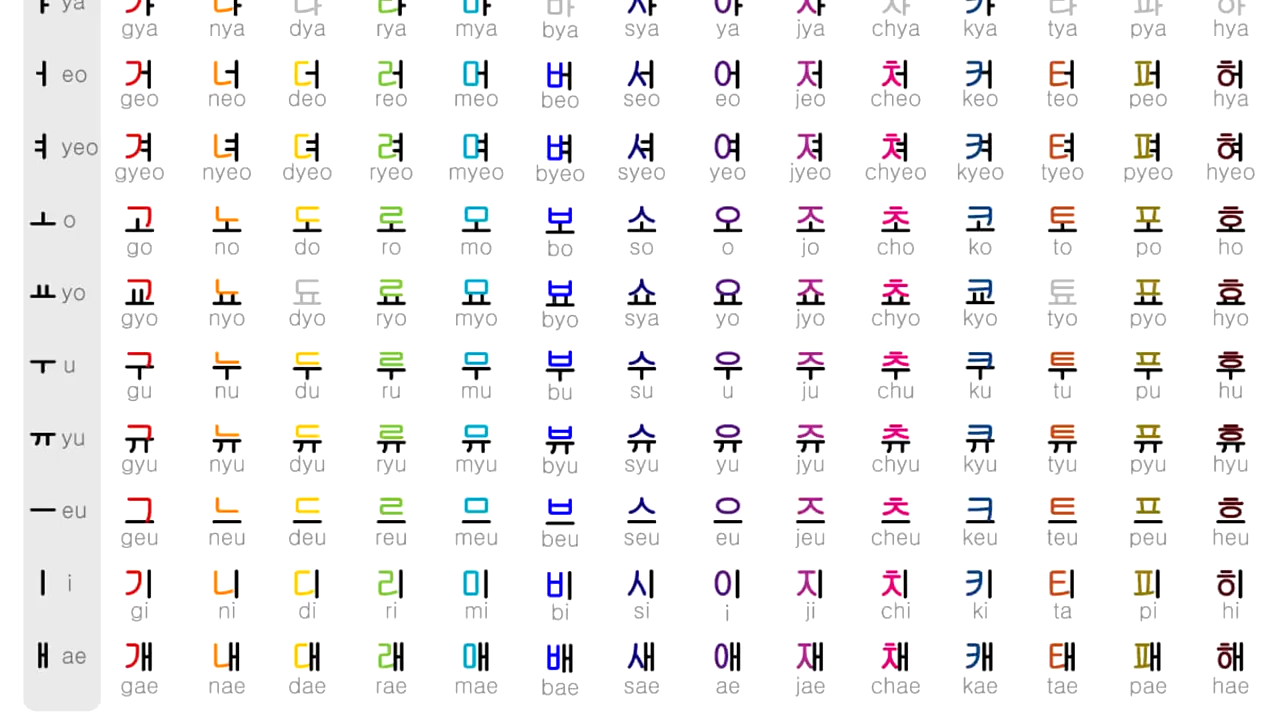 ㅑ ya 갸 냐 댜 랴 먀 뱌 샤 야 쟈 챠 캬 탸 퍄 햐
gya nya dya rya mya bya sya ya jya chya kya tya pya hya
ㅓ eo 거 너 더 러 머 버 서 어 저 처 커 터 퍼 허
geo neo deo reo meo beo seo eo jeo cheo keo teo peo hya
ㅕ yeo 겨 녀 뎌 려 며 벼 셔 여 져 쳐 켜 텨 펴 혀
gyeo nyeo dyeo ryeo myeo byeo syeo yeo jyeo chyeo kyeo tyeo pyeo hyeo
ㅗ o 고 노 도 로 모 보 소 오 조 초 코 토 포 호
go no do ro mo bo so o jo cho ko to po ho
ㅛ yo 교 뇨 됴 료 묘 뵤 쇼 요 죠 쵸 쿄 툐 표 효
gyo nyo dyo ryo myo byo sya yo jyo chyo kyo tyo pyo hyo
ㅜ u 구 누 두 루 무 부 수 우 주 추 쿠 투 푸 후
gu nu du ru mu bu su u ju chu ku tu pu hu
ㅠ yu 규 뉴 듀 류 뮤 뷰 슈 유 쥬 츄 큐 튜 퓨 휴
gyu nyu dyu ryu myu byu syu yu jyu chyu kyu tyu pyu hyu
ㅡ eu 그 느 드 르 므 브 스 으 즈 츠 크 트 프 흐
geu neu deu reu meu beu seu eu jeu cheu keu teu peu heu
ㅣ i 기 니 디 리 미 비 시 이 지 치 키 티 피 히
gi ni di ri mi bi si i ji chi ki ta pi hi
ㅐ ae 개 내 대 래 매 배 새 애 재 채 캐 태 패 해
gae nae dae rae mae bae sae ae jae chae kae tae pae hae